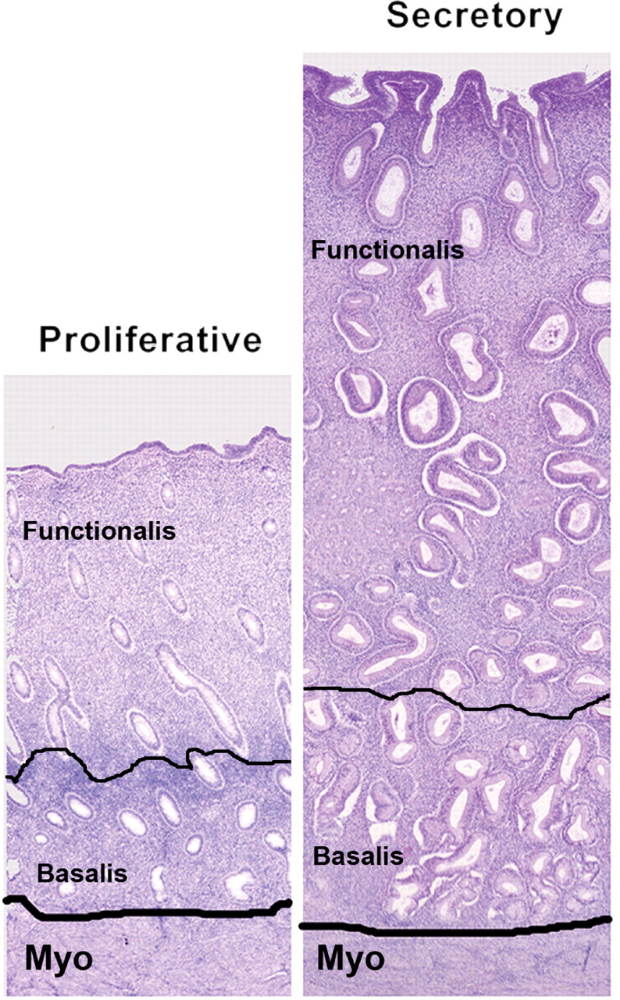 Secretory
Proliferative
Functionalis
Functionalis
Basalis
Basalis
Myo
Myo